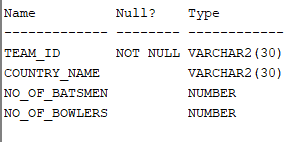 Name Null? Type
------------- -------- ------------
TEAM_ID NOT NULL VARCHAR2(30)
COUNTRY_NAME VARCHAR2(30)
NO_OF_BATSMEN NUMBER
NO_OF_BOWLERS NUMBER